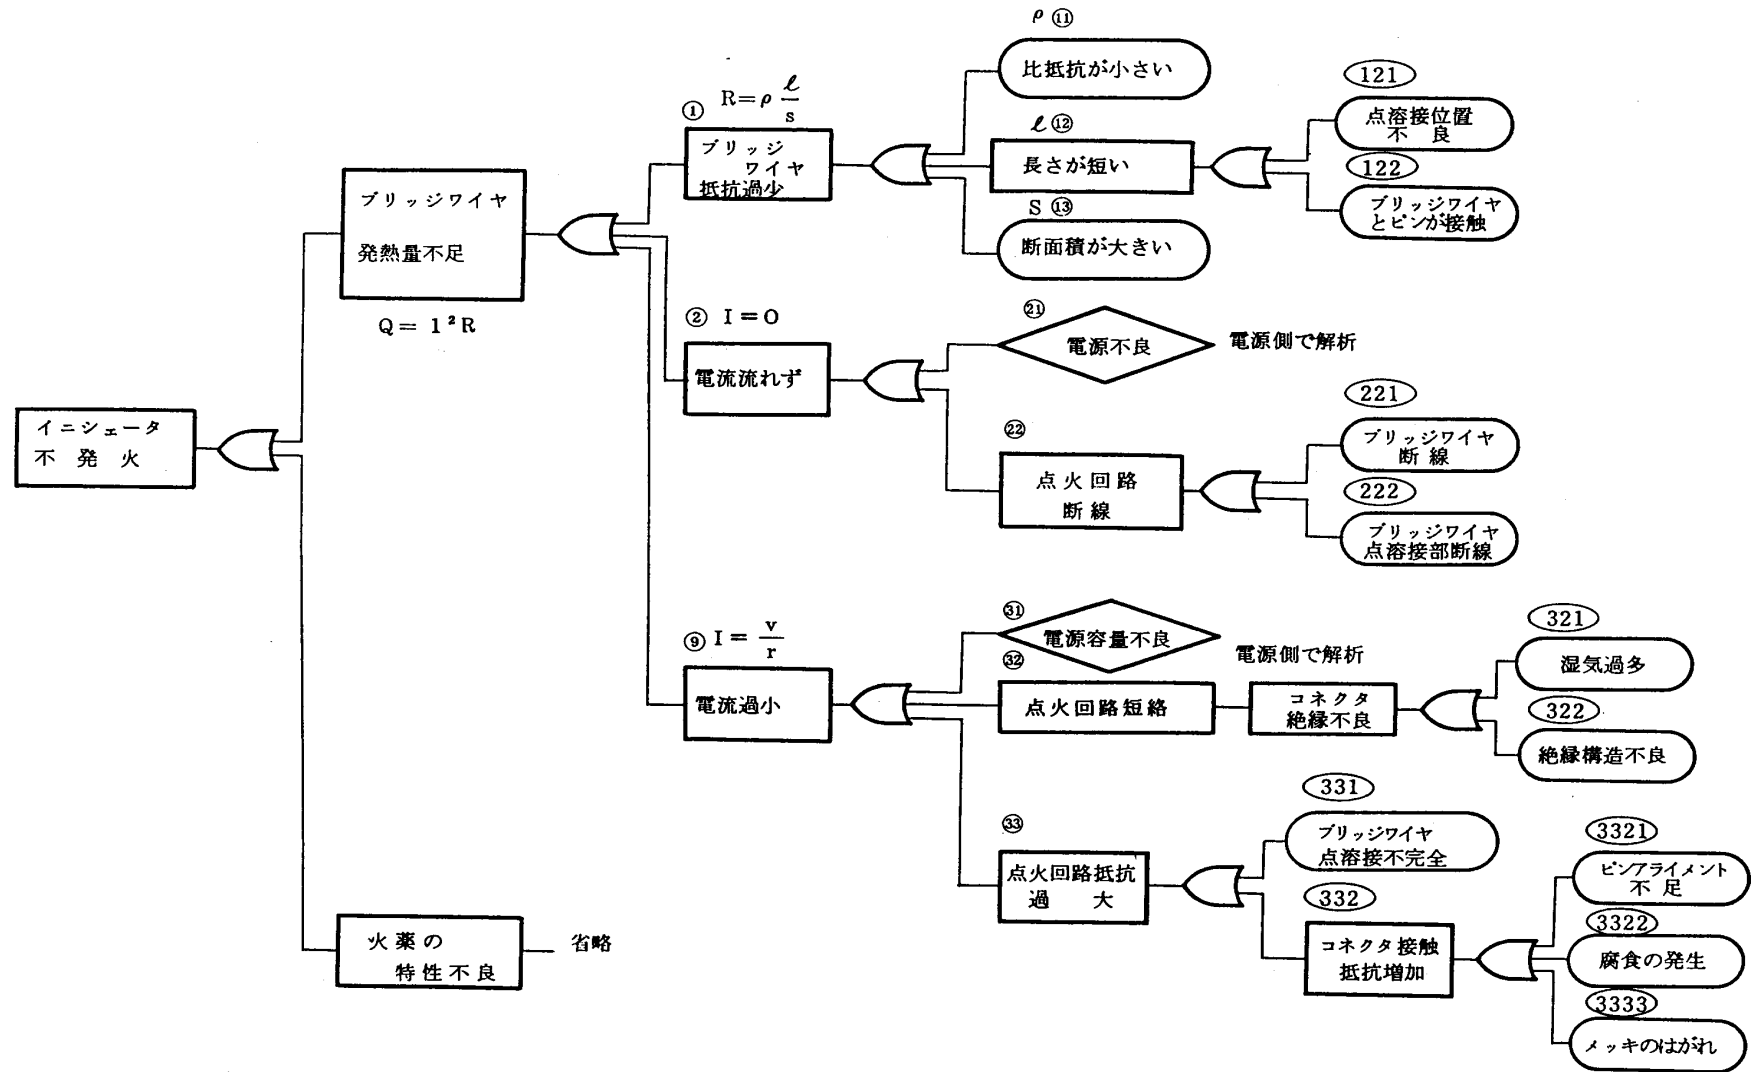 イニシェータ
不発火
ブリッジワイヤ
発熱量不足
Q= 1²R
火薬の
特性不良
省略
① R=ρ ℓ/s
ブリッジ
ワイヤ
抵抗過少
② I=O
電流流れず
⑨ I= v/r
電流過小
ρ ⑪
比抵抗が小さい
ℓ ⑫
長さが短い
S ⑬
断面積が大きい
121
点溶接位置
不良
122
ブリッジワイヤ
とピンが接触
㉑
電源不良
電源側で解析
㉒
点火回路
断線
221
ブリッジワイヤ
断線
222
ブリッジワイヤ
点溶接部断線
㉛
電源容量不良
電源側で解析
㉜
点火回路短絡
コネクタ
絶縁不良
321
湿気過多
322
絶縁構造不良
㉝
点火回路抵抗
過大
331
ブリッジワイヤ
点溶接不完全
332
コネクタ接触
抵抗増加
3321
ピンアライメント
不足
3322
腐食の発生
3333
メッキのはがれ